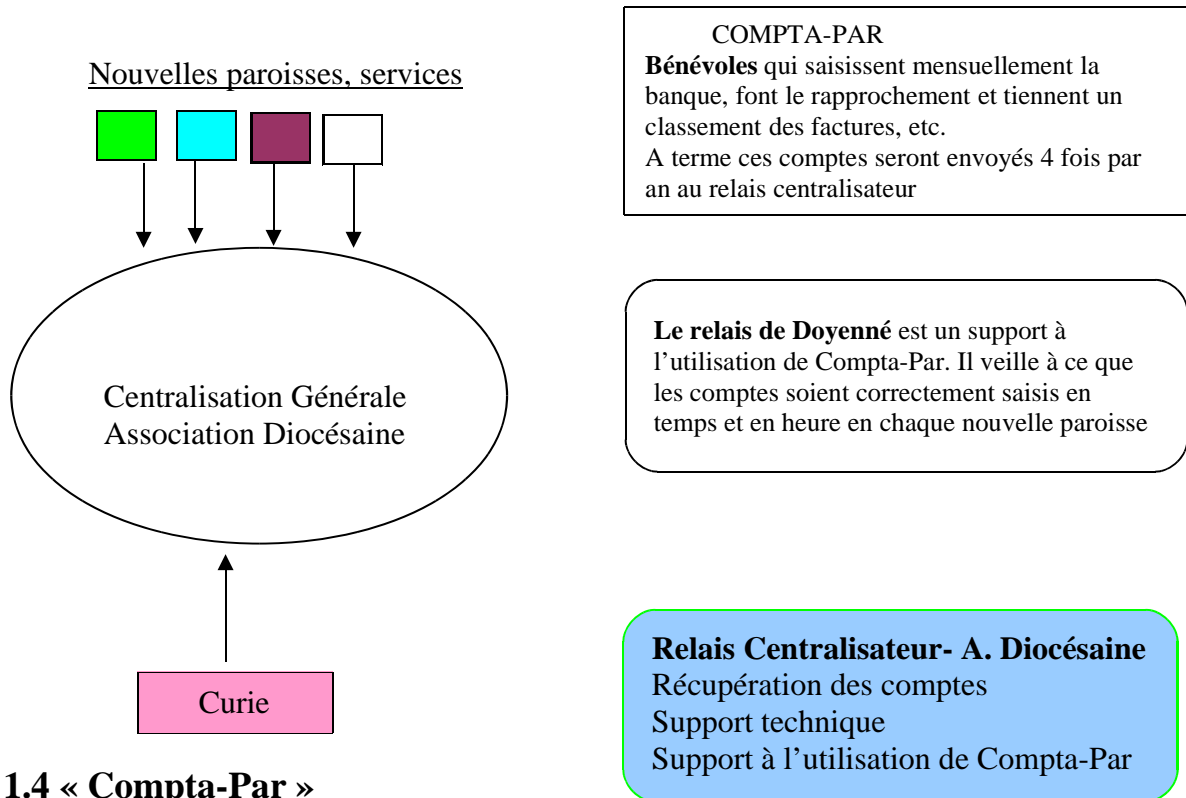 Nouvelles paroisses, services
Centralisation Générale
Association Diocésaine
Curie
COMPTA-PAR
Bénévoles qui saisissent mensuellement la
banque, font le rapprochement et tiennent un
classement des factures, etc.
A terme ces comptes seront envoyés 4 fois par
an au relais centralisateur
Le relais de Doyenné est un support à
l’utilisation de Compta-Par. Il veille à ce que
les comptes soient correctement saisis en
temps et en heure en chaque nouvelle paroisse
Relais Centralisateur- A. Diocésaine
Récupération des comptes
Support technique
Support à l’utilisation de Compta-Par
1.4 « Compta-Par »